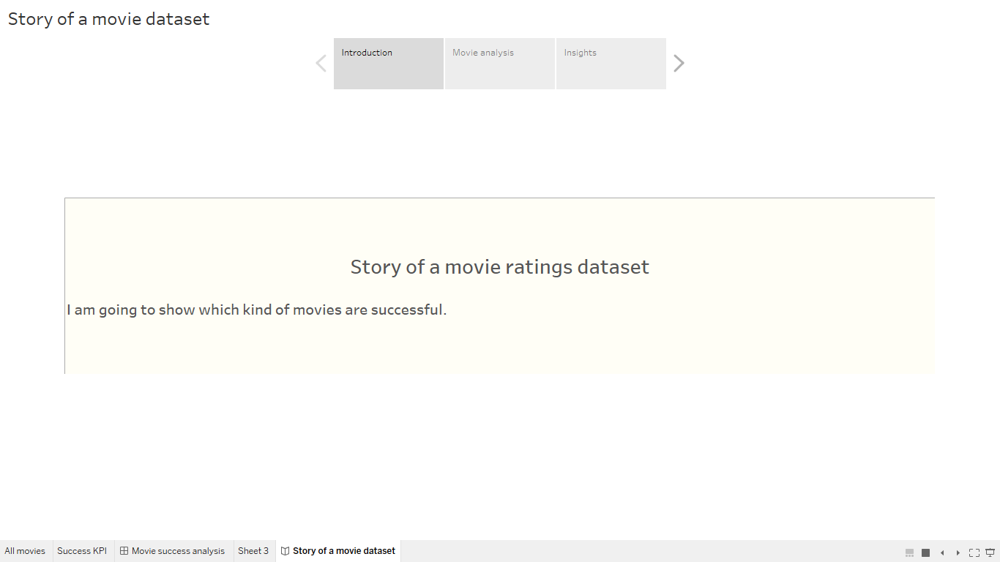 Story of a movie dataset
Introduction
Movie analysis
Insights
Story of a movie ratings dataset
I am going to show which kind of movies are successful.
All movies
Success KPI
Movie success analysis
Sheet 3
Story of a movie dataset